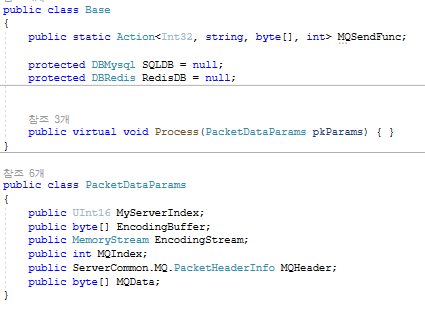 public class Base
{
public static Action<Int32, string, byte[], int> MQSendFunc;
protected DBMysql SQLDB = null;
protected DBRedis RedisDB = null;
참조 3개
public virtual void Process(PacketDataParams pkParams) { }
}
참조 6개
public class PacketDataParams
{
public UInt16 MyServerIndex;
public byte[] EncodingBuffer;
public MemoryStream EncodingStream;
public int MQIndex;
public ServerCommon.MQ.PacketHeaderInfo MQHeader;
public byte[] MQData;
}